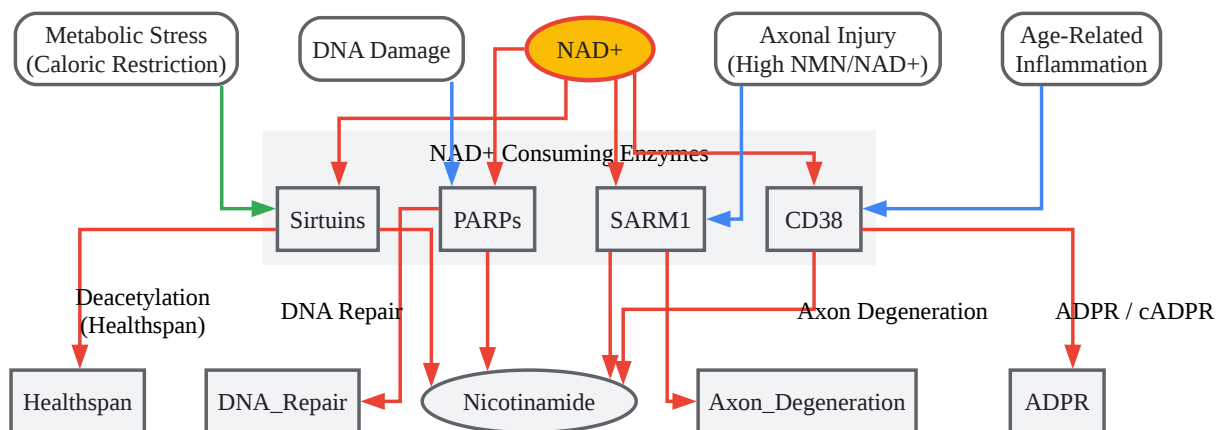 Metabolic Stress
(Caloric Restriction)
DNA Damage
NAD+
Axonal Injury
(High NMN/NAD+)
Age-Related
Inflammation
NAD+ Consuming Enzymes
Sirtuins
PARPs
SARM1
CD38
Deacetylation
(Healthspan)
DNA Repair
Axon Degeneration
ADPR / cADPR
Healthspan
DNA_Repair
Nicotinamide
Axon_Degeneration
ADPR